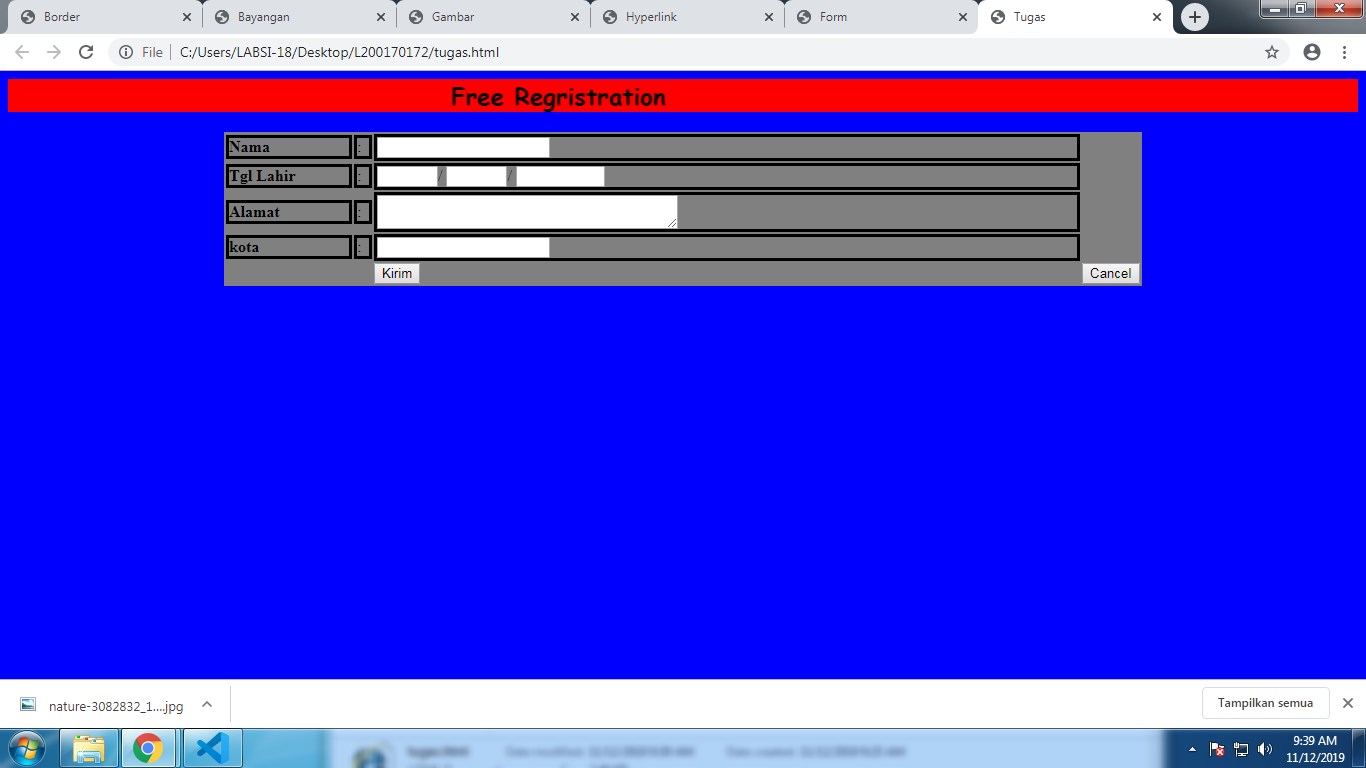 Border Bayangan Gambar Hyperlink Form Tugas
File C:/Users/LABSI-18/Desktop/L200170172/tugas.html
Free Regristration
Nama :
Tgl Lahir : / /
Alamat :
kota :
Kirim Cancel
nature-3082832_1....jpg Tampilkan semua
9:39 AM
11/12/2019